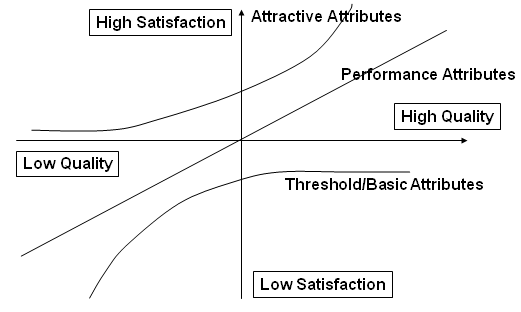 High Satisfaction
Attractive Attributes
Performance Attributes
High Quality
Low Quality
Threshold/Basic Attributes
Low Satisfaction